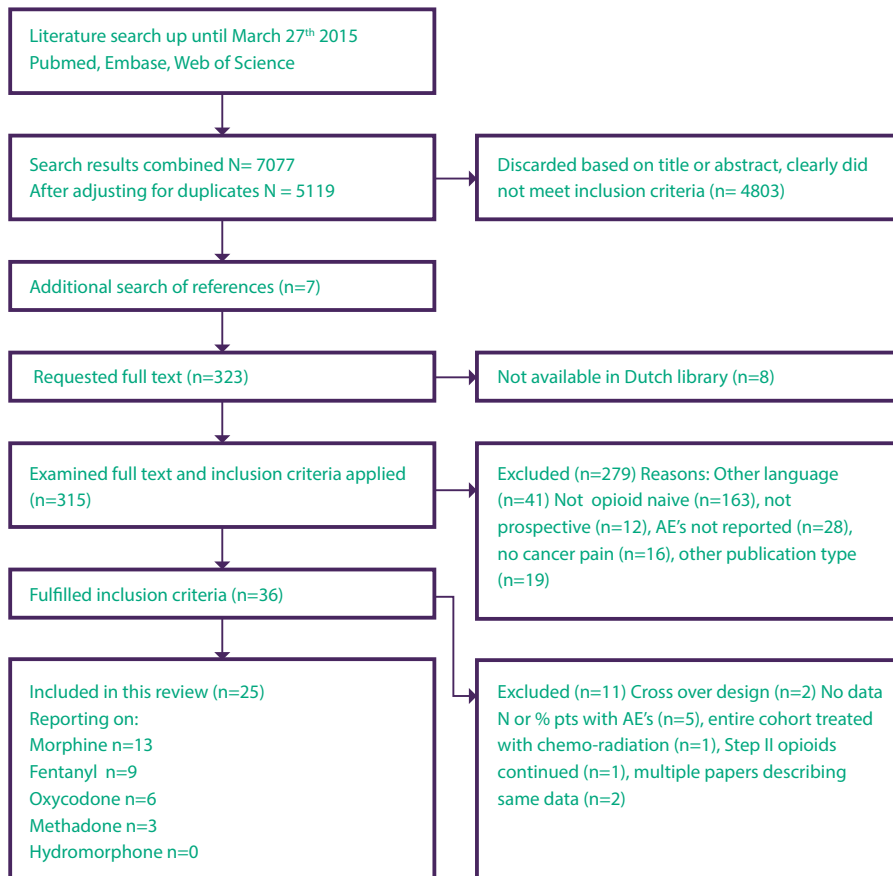 Literature search up until March 27th 2015
Pubmed, Embase, Web of Science
Search results combined N= 7077
After adjusting for duplicates N = 5119
Discarded based on title or abstract, clearly did
not meet inclusion criteria (n= 4803)
Additional search of references (n=7)
Requested full text (n=323)
Not available in Dutch library (n=8)
Examined full text and inclusion criteria applied
(n=315)
Excluded (n=279) Reasons: Other language
(n=41) Not opioid naive (n=163), not
prospective (n=12), AE's not reported (n=28),
no cancer pain (n=16), other publication type
(n=19)
Fulfilled inclusion criteria (n=36)
Included in this review (n=25)
Reporting on:
Morphine n=13
Fentanyl n=9
Oxycodone n=6
Methadone n=3
Hydromorphone n=0
Excluded (n=11) Cross over design (n=2) No data
N or % pts with AE's (n=5), entire cohort treated
with chemo-radiation (n=1), Step II opioids
continued (n=1), multiple papers describing
same data (n=2)